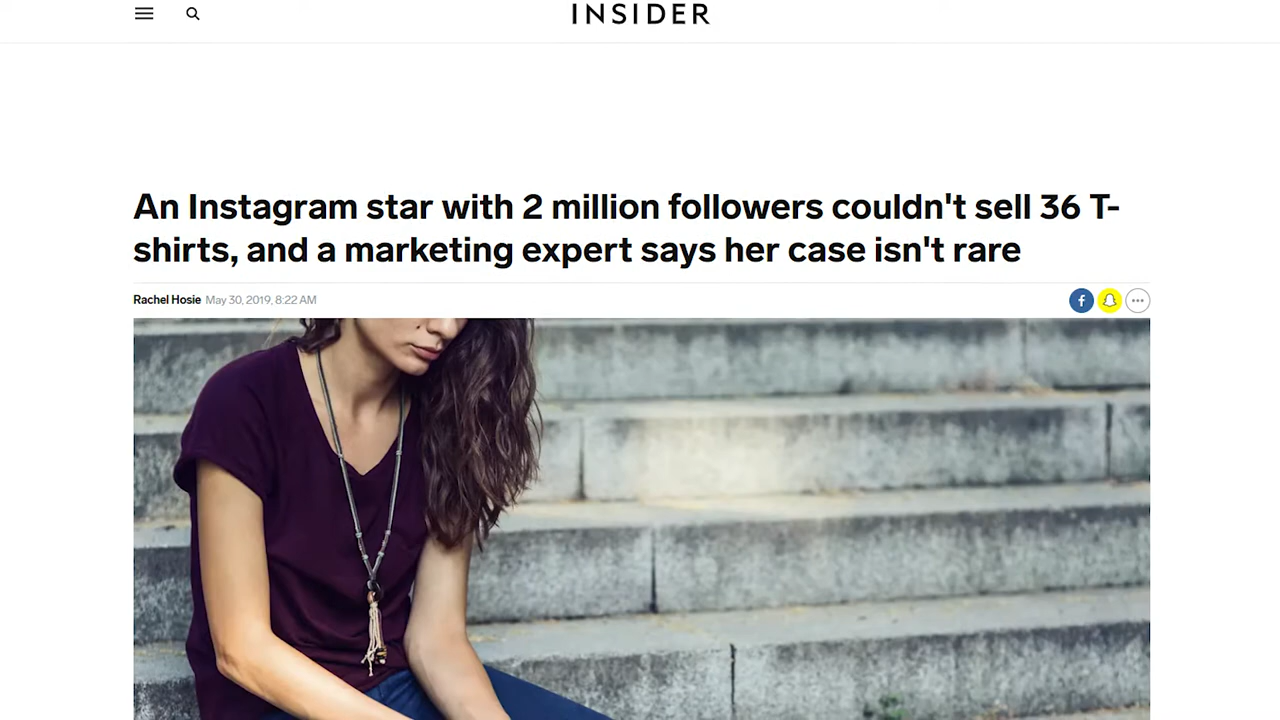 INSIDER
An Instagram star with 2 million followers couldn't sell 36 T-
shirts, and a marketing expert says her case isn't rare
Rachel Hosie May 30, 2019, 8:22 AM
f